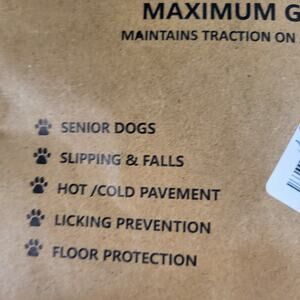 MAXIMUM G
MAINTAINS TRACTION ON
SENIOR DOGS
SLIPPING & FALLS
HOT /COLD PAVEMENT
LICKING PREVENTION
FLOOR PROTECTION